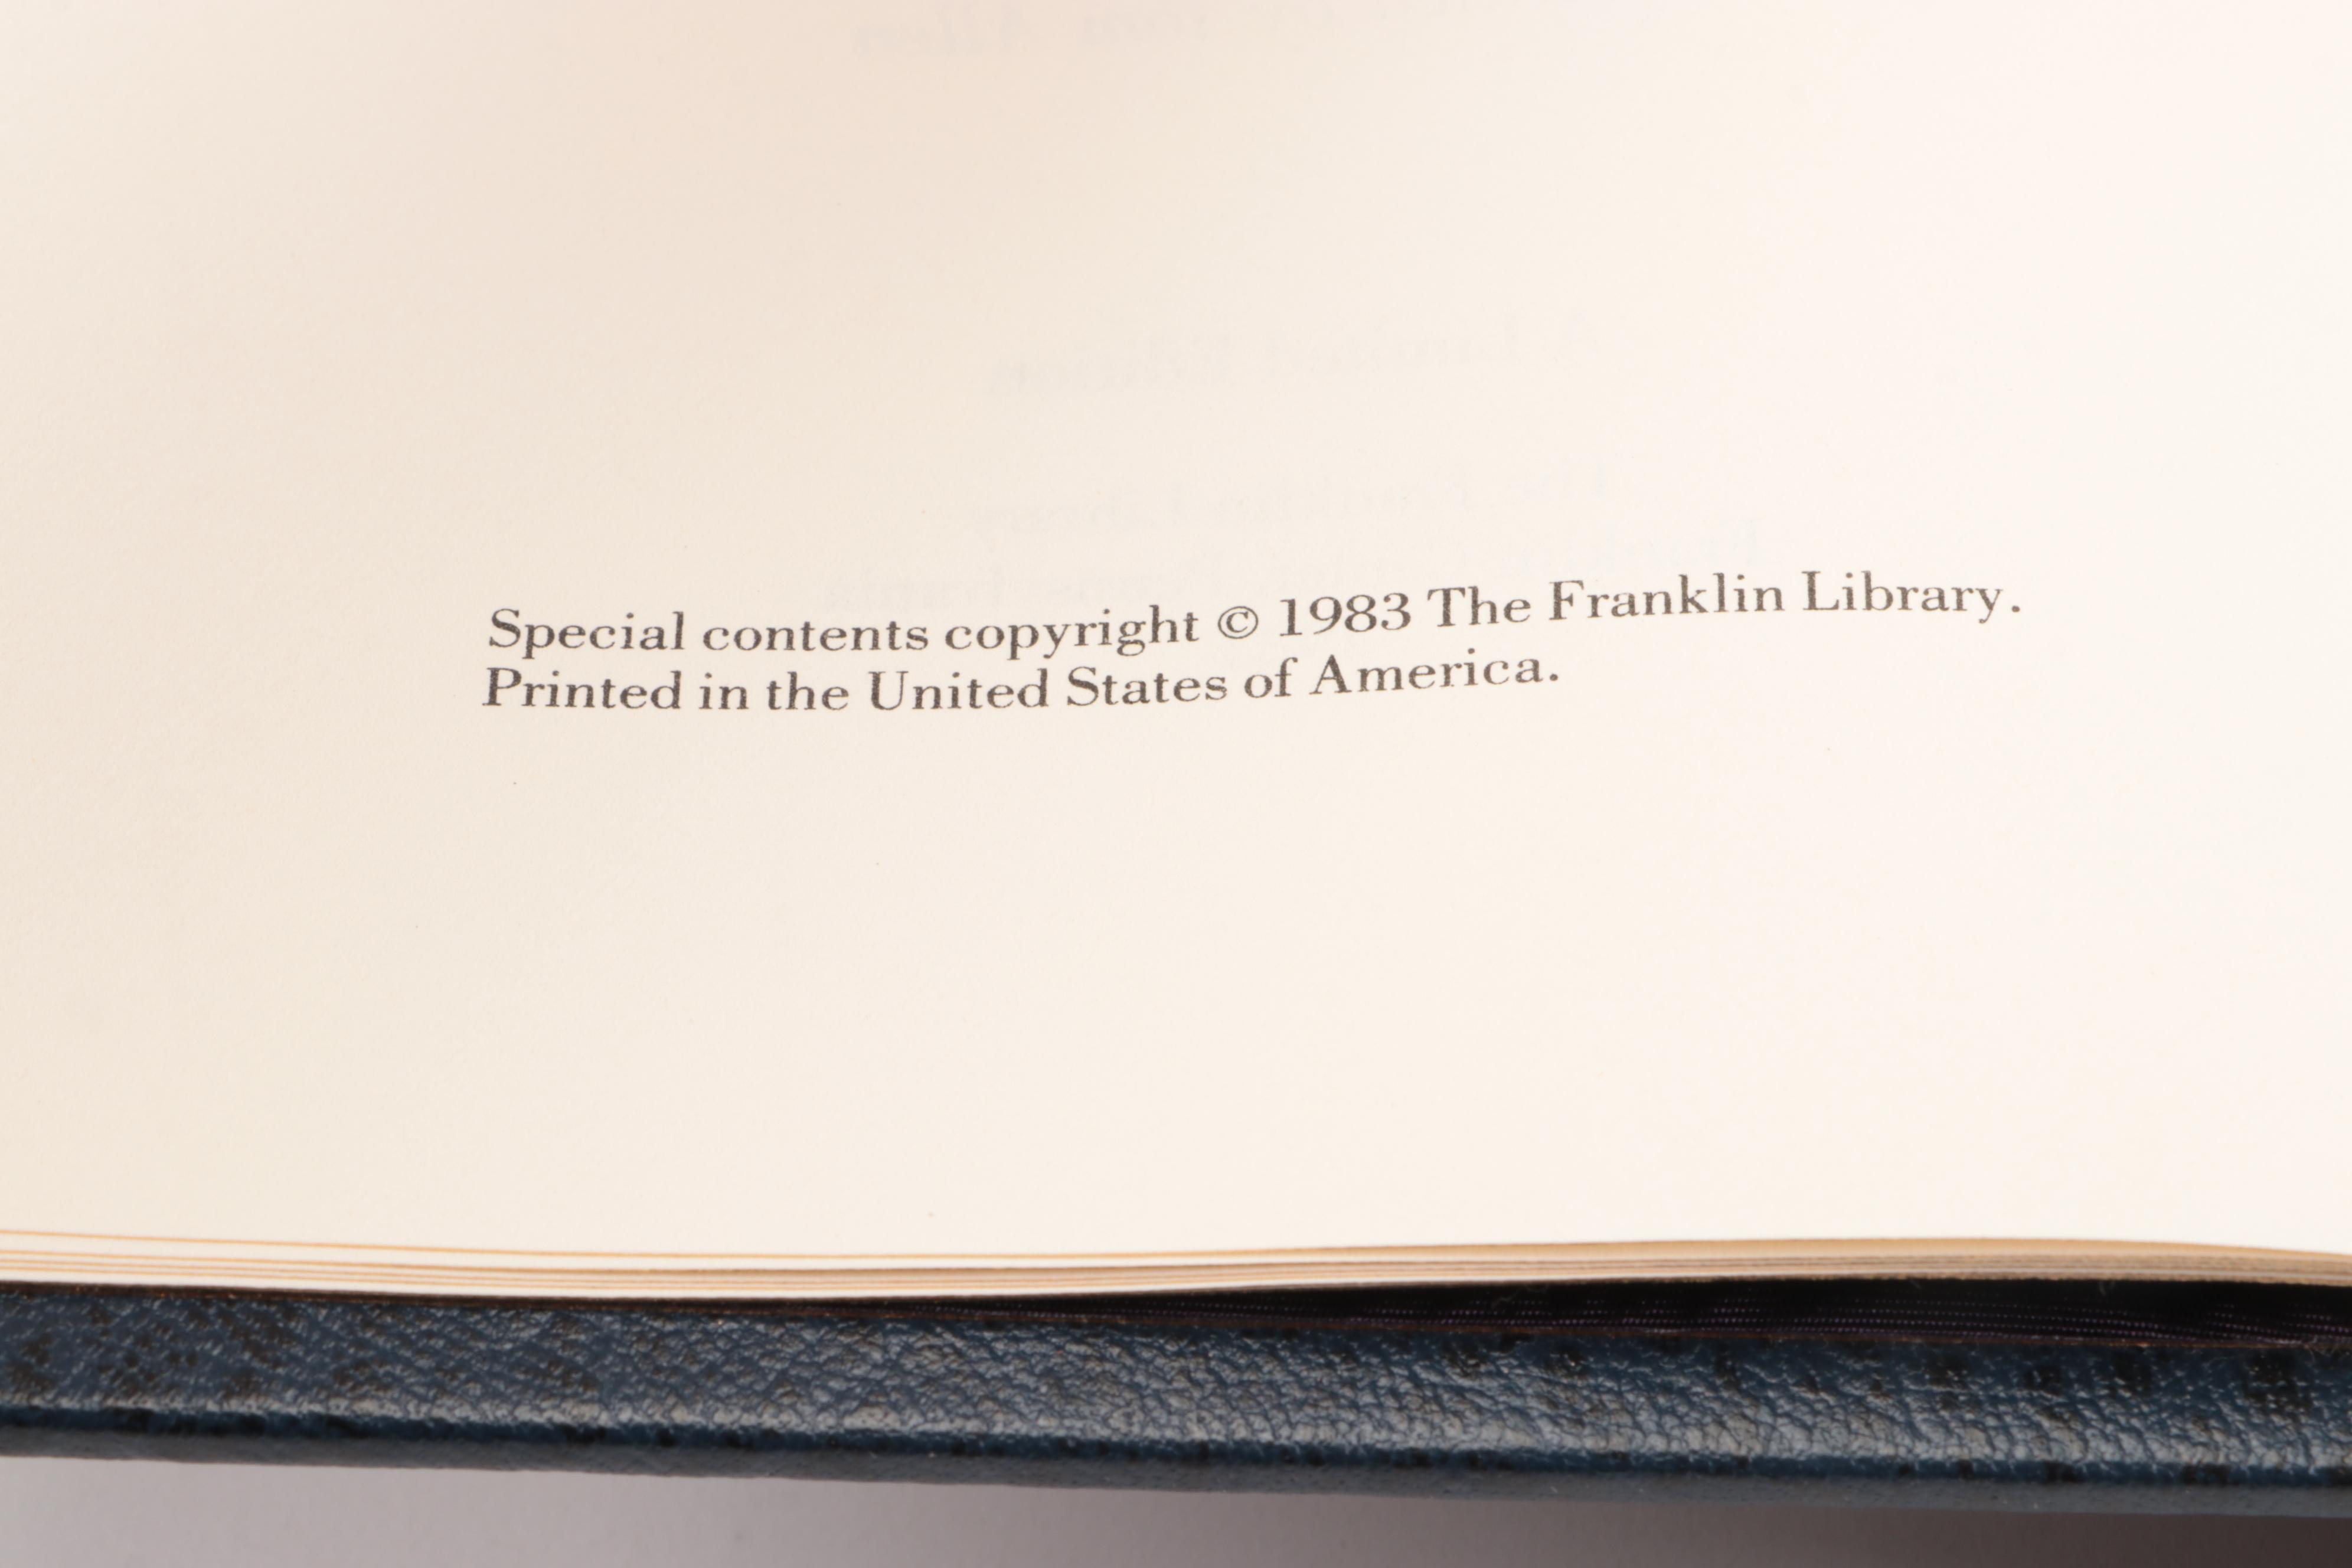 Special contents copyright © 1983 The Franklin Library.
Printed in the United States of America.